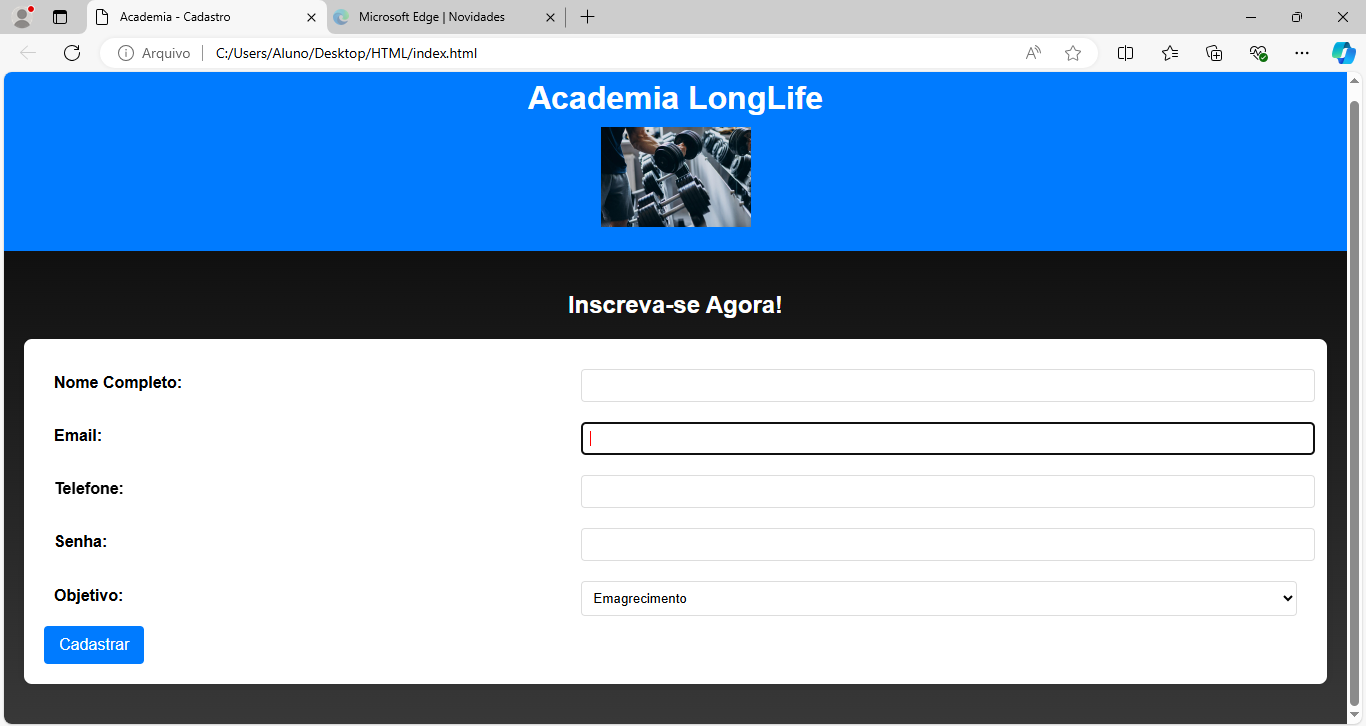 Academia - Cadastro
Microsoft Edge | Novidades
Arquivo
C:/Users/Aluno/Desktop/HTML/index.html
Academia LongLife
Inscreva-se Agora!
Nome Completo:
Email:
Telefone:
Senha:
Objetivo:
Emagrecimento
Cadastrar